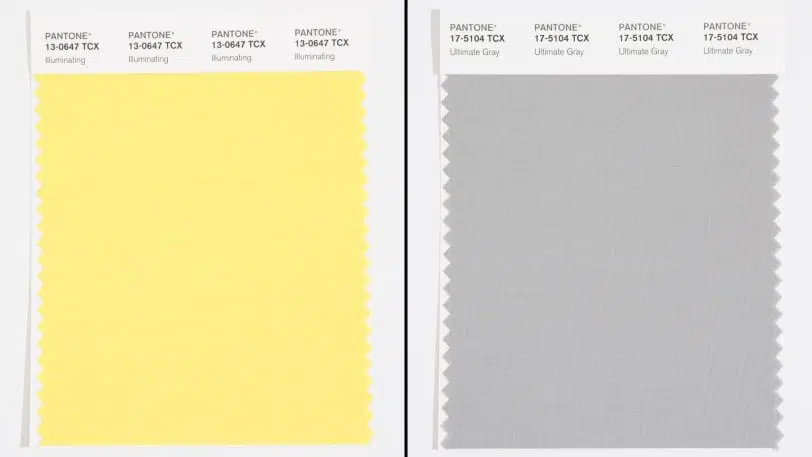 PANTONE® PANTONE® PANTONE® PANTONE®
13-0647 TCX 13-0647 TCX 13-0647 TCX 13-0647 TCX
Illuminating Illuminating Illuminating Illuminating
PANTONE® PANTONE® PANTONE® PANTONE®
17-5104 TCX 17-5104 TCX 17-5104 TCX 17-5104 TCX
Ultimate Gray Ultimate Gray Ultimate Gray Ultimate Gray